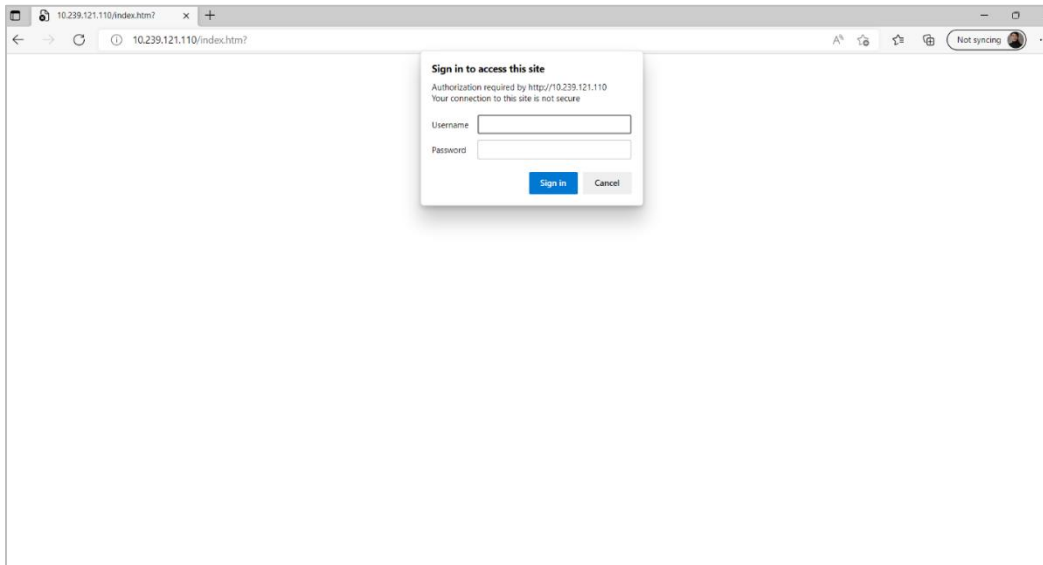 10.239.121.110/index.htm?
10.239.121.110/index.htm?
Not syncing
Sign in to access this site
Authorization required by http://10.239.121.110
Your connection to this site is not secure
Username
Password
Sign in Cancel